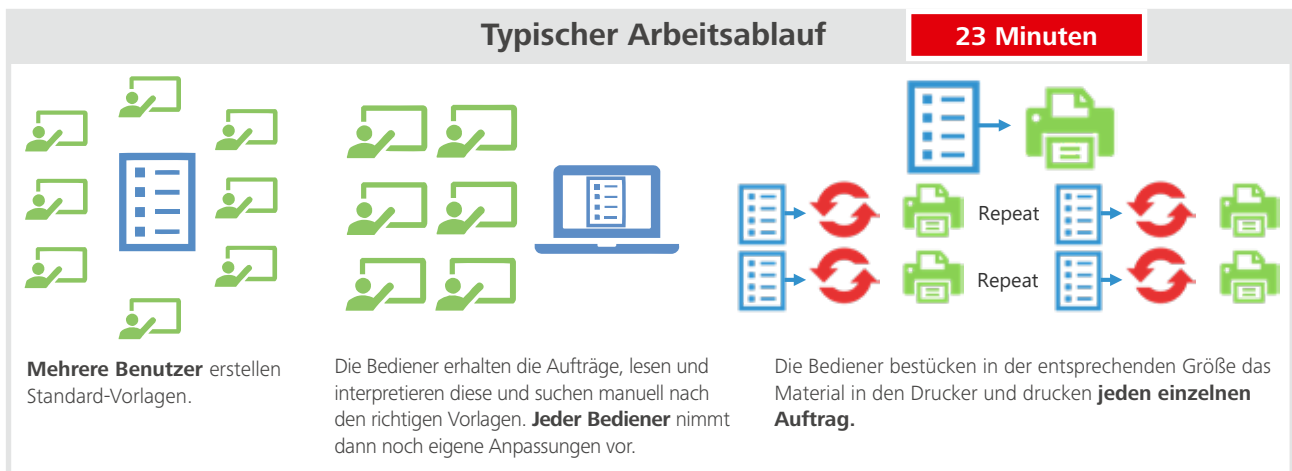 Typischer Arbeitsablauf
23 Minuten
Repeat
Repeat
Mehrere Benutzer erstellen
Standard-Vorlagen.
Die Bediener erhalten die Aufträge, lesen und
interpretieren diese und suchen manuell nach
den richtigen Vorlagen. Jeder Bediener nimmt
dann noch eigene Anpassungen vor.
Die Bediener bestücken in der entsprechenden Größe das
Material in den Drucker und drucken jeden einzelnen
Auftrag.